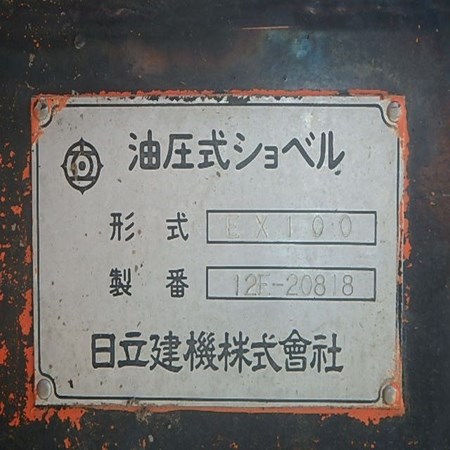 油圧式ショベル
形式 EX100
製番 12F-20818
日立建機株式會社